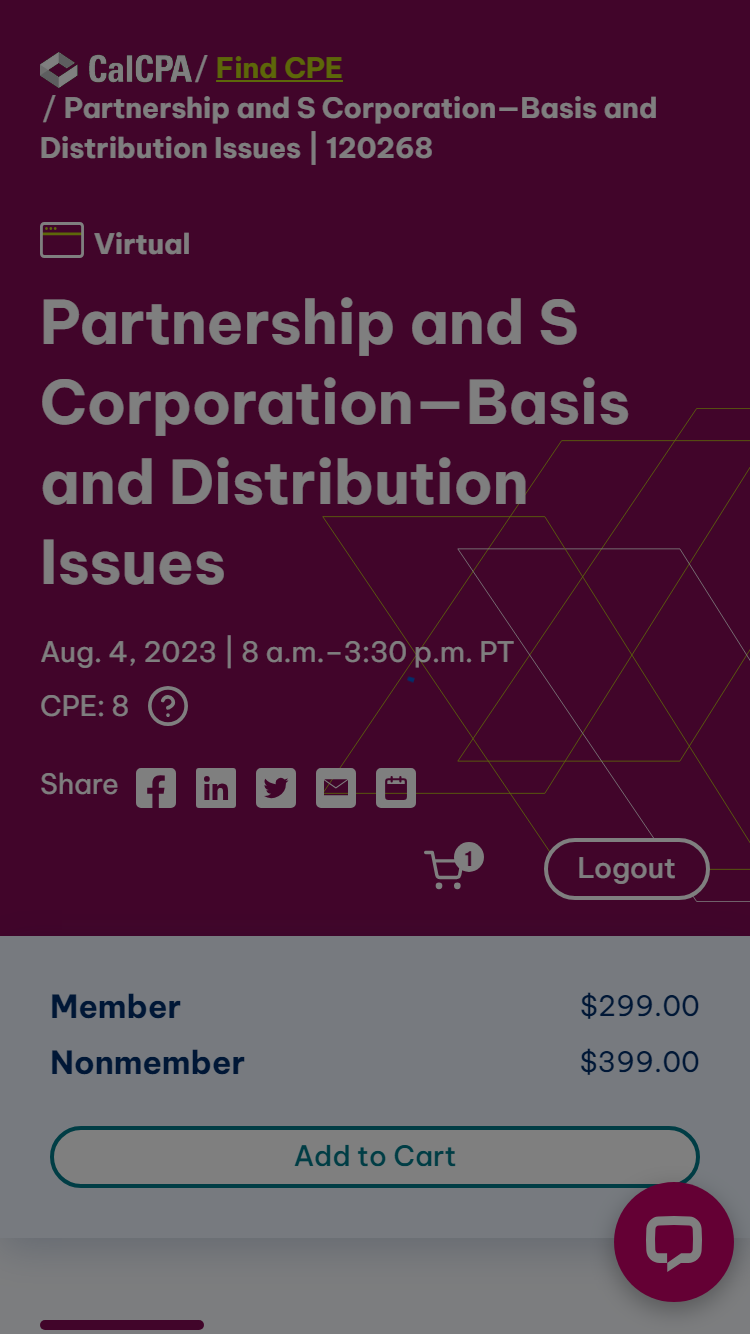 CalCPA / Find CPE
/ Partnership and S Corporation—Basis and
Distribution Issues | 120268
Virtual
Partnership and S
Corporation—Basis
and Distribution
Issues
Aug. 4, 2023 | 8 a.m.–3:30 p.m. PT
CPE: 8 ?
Share
1
Logout
Member $299.00
Nonmember $399.00
Add to Cart